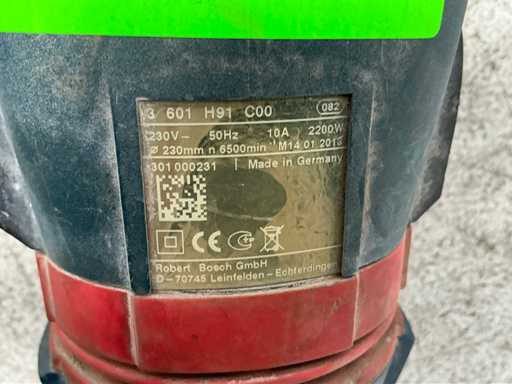 3 601 H91 C00 082
230V~ 50Hz 10A 2200W
ø 230mm n 6500min⁻¹ M14 01 2013
301000231 Made in Germany
CE
Robert Bosch GmbH
D-70745 Leinfelden-Echterdingen